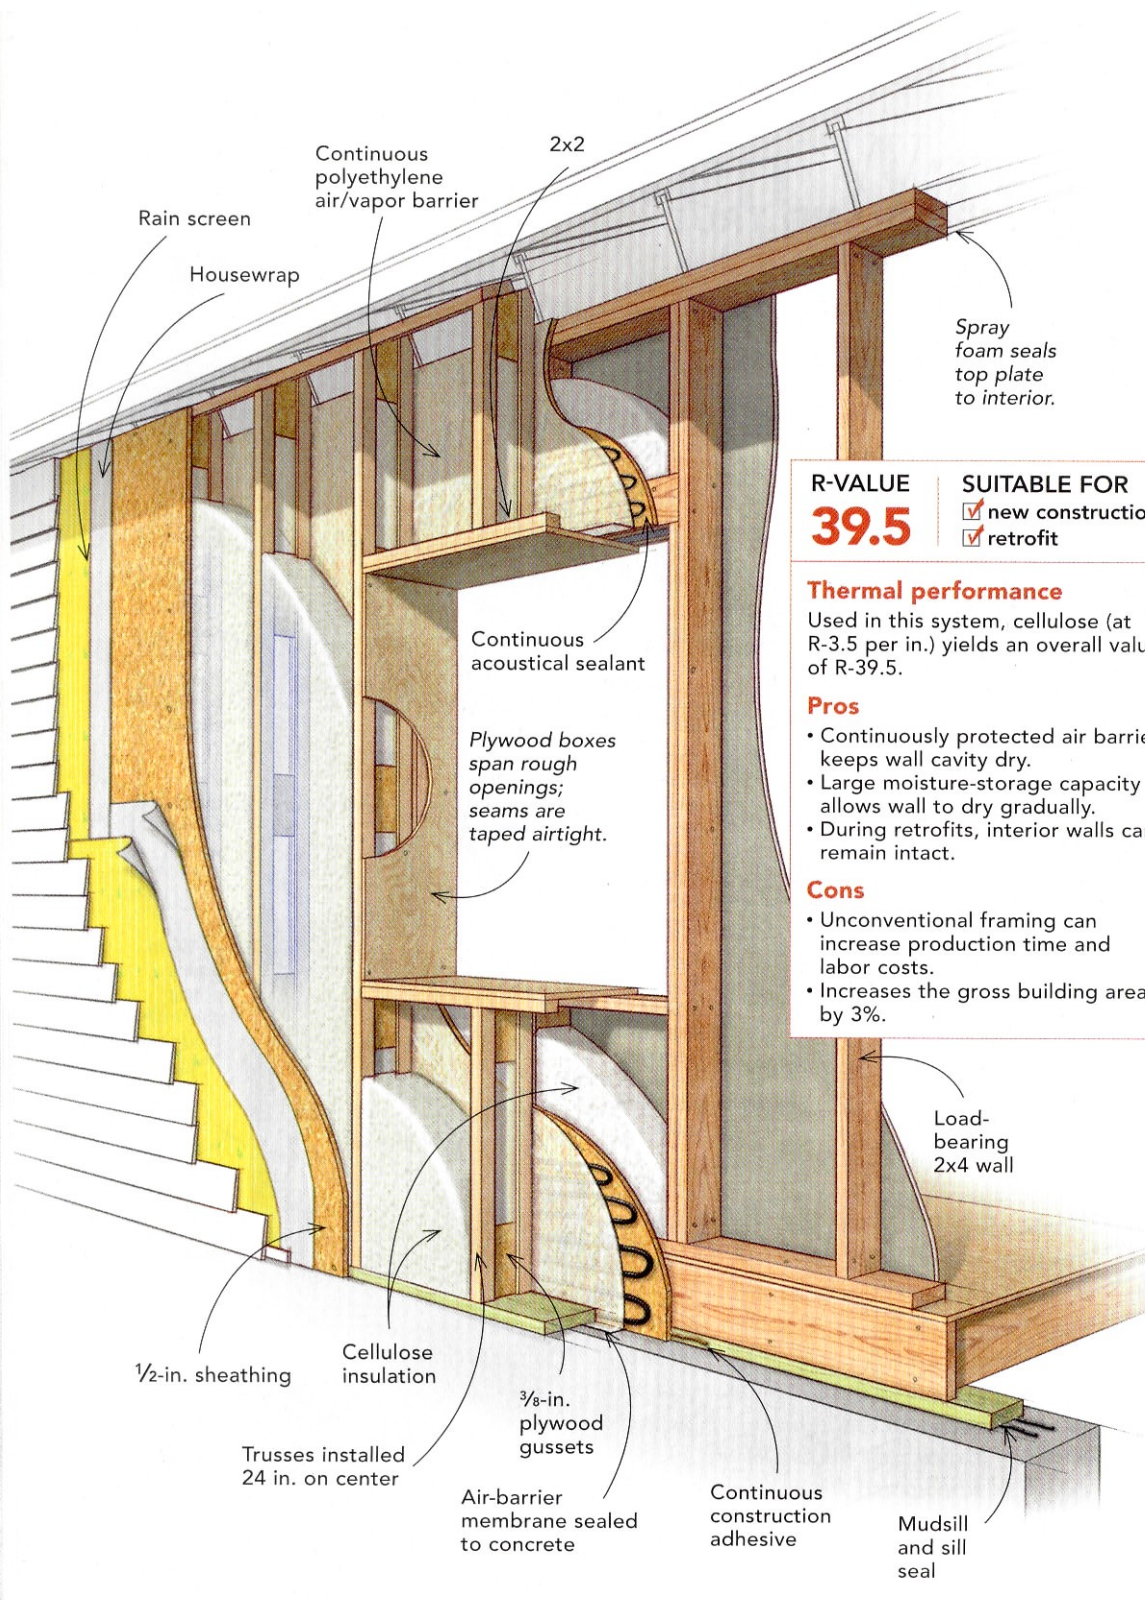 2x2
Continuous
polyethylene
air/vapor barrier
Rain screen
Housewrap
Spray
foam seals
top plate
to interior.
R-VALUE
39.5
SUITABLE FOR
new constructio
retrofit
Thermal performance
Used in this system, cellulose (at
R-3.5 per in.) yields an overall valu
of R-39.5.
Pros
• Continuously protected air barrie
keeps wall cavity dry.
• Large moisture-storage capacity
allows wall to dry gradually.
• During retrofits, interior walls ca
remain intact.
Cons
• Unconventional framing can
increase production time and
labor costs.
• Increases the gross building area
by 3%.
Continuous
acoustical sealant
Plywood boxes
span rough
openings;
seams are
taped airtight.
Load-
bearing
2x4 wall
½-in. sheathing
Cellulose
insulation
⅜-in.
plywood
gussets
Trusses installed
24 in. on center
Air-barrier
membrane sealed
to concrete
Continuous
construction
adhesive
Mudsill
and sill
seal